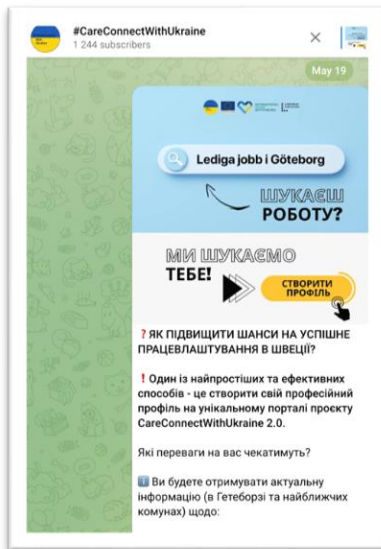 #CareConnectWithUkraine
1 244 subscribers
May 19
Lediga jobb i Göteborg
ШУКАЄШ
РОБОТУ?
МИ ШУКАЄМО
ТЕБЕ!
СТВОРИТИ
ПРОФІЛЬ
❓ЯК ПІДВИЩИТИ ШАНСИ НА УСПІШНЕ
ПРАЦЕВЛАШТУВАННЯ В ШВЕЦІЇ?
❗ Один із найпростіших та ефективних
способів - це створити свій професійний
профіль на унікальному порталі проєкту
CareConnectWithUkraine 2.0.
Які переваги на вас чекатимуть?
ℹ️ Ви будете отримувати актуальну
інформацію (в Гетеборзі та найближчих
комунах) щодо: